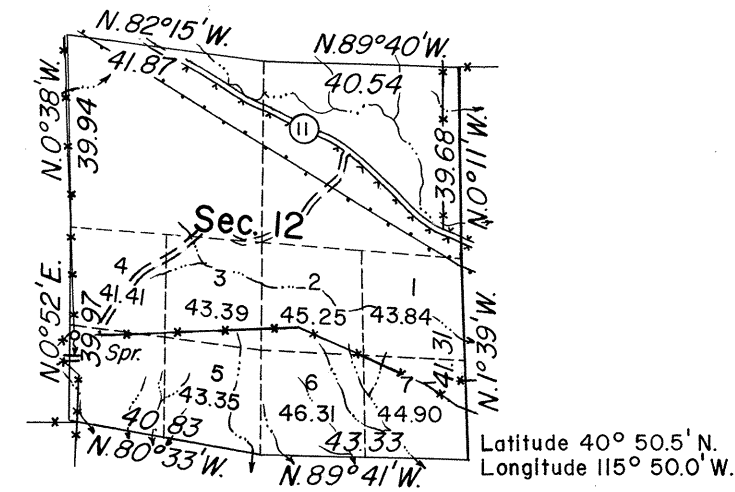 N.82°15'W.
N.89°40'W.
41.87
40.54
N.0°38'W.
39.94
11
39.68
N.0°11'W.
Sec. 12
4
3
2
1
41.41
43.39
45.25
43.84
N.0°52'E.
39.97
Spr.
41.31
N.1°39'W.
5
6
7
43.35
46.31
44.90
40.83
43.33
N.80°33'W.
N.89°41'W.
Latitude 40° 50.5' N.
Longitude 115° 50.0' W.